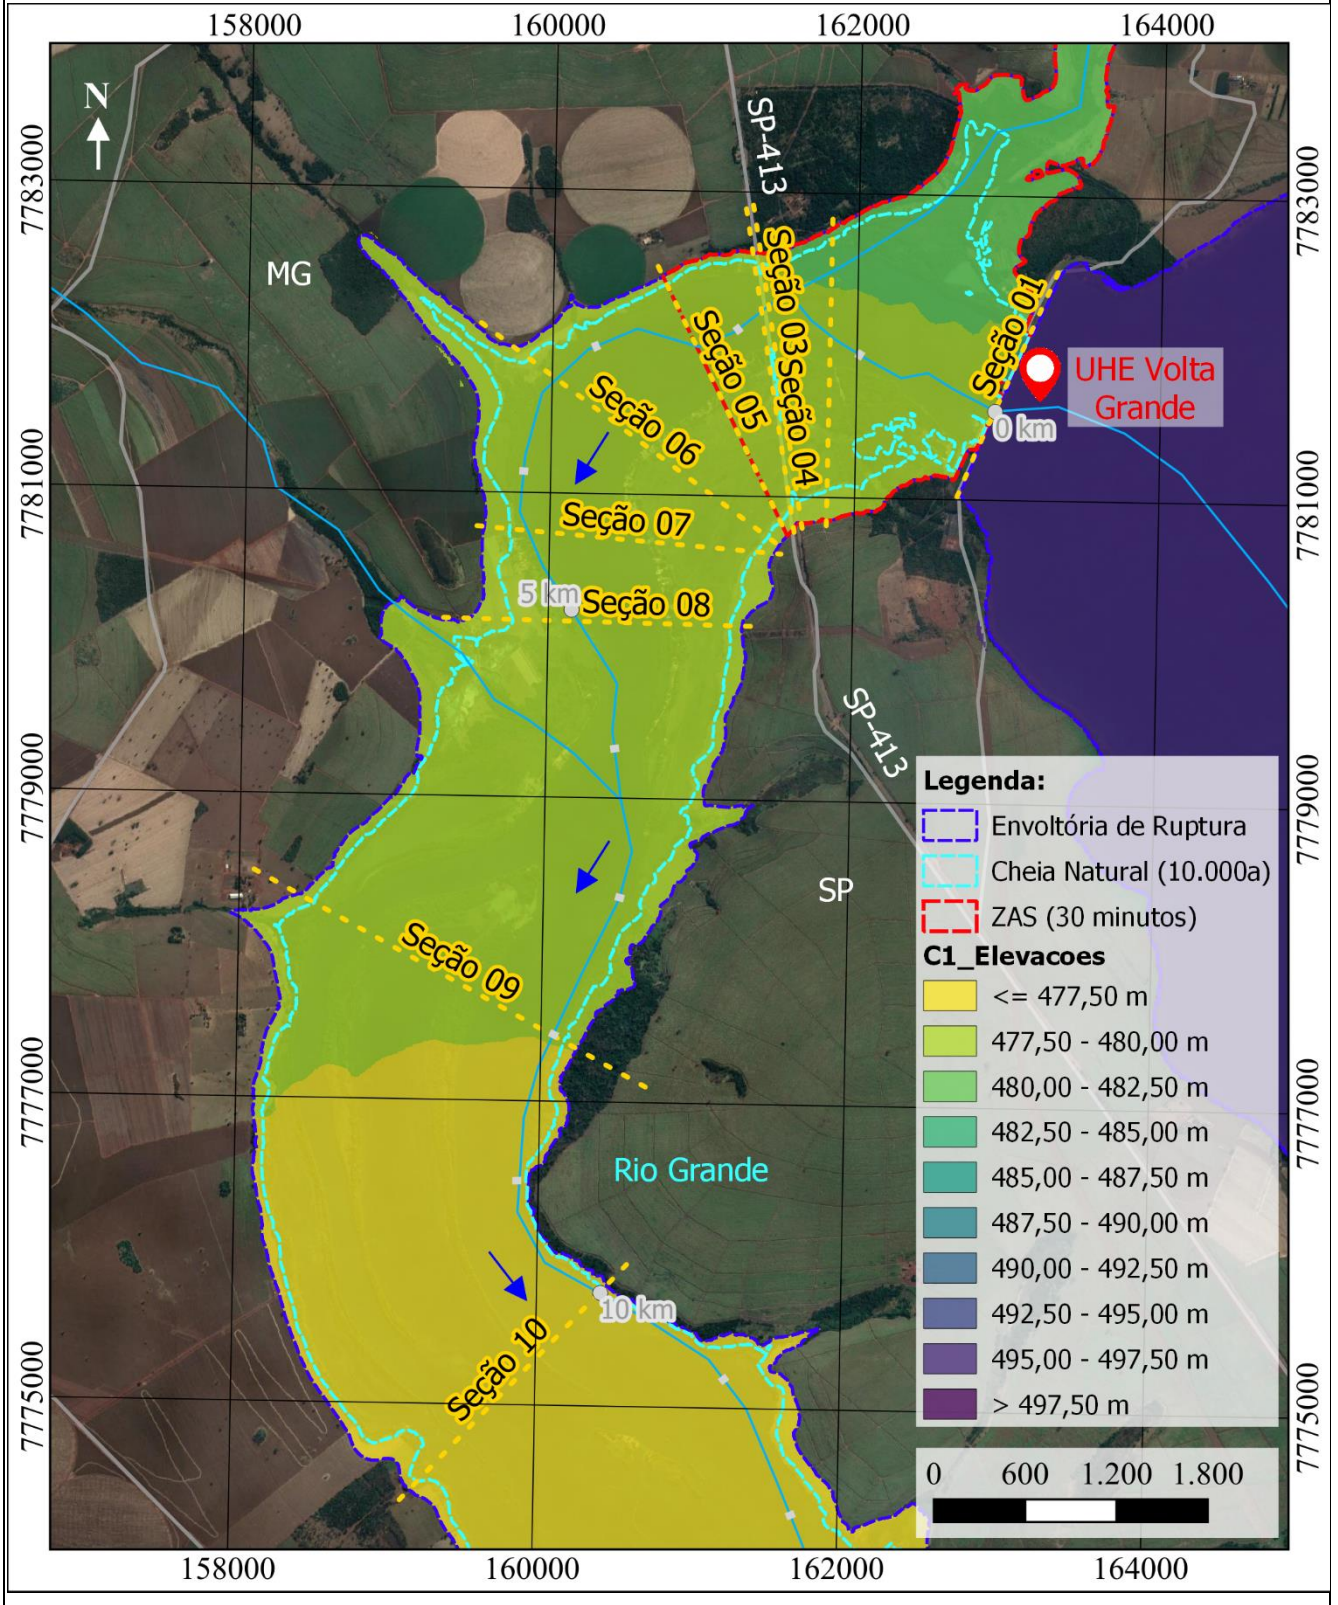 158000
160000
162000
164000
N
7783000
7783000
SP-413
MG
Seção 01
Seção 03
Seção 04
Seção 05
UHE Volta
Grande
0 km
Seção 06
7781000
7781000
Seção 07
5 km
Seção 08
SP-413
7779000
7779000
SP
Seção 09
7777000
7777000
Rio Grande
10 km
Seção 10
7775000
7775000
Legenda:
Envoltória de Ruptura
Cheia Natural (10.000a)
ZAS (30 minutos)
C1_Elevacoes
<= 477,50 m
477,50 - 480,00 m
480,00 - 482,50 m
482,50 - 485,00 m
485,00 - 487,50 m
487,50 - 490,00 m
490,00 - 492,50 m
492,50 - 495,00 m
495,00 - 497,50 m
> 497,50 m
0 600 1.200 1.800
158000
160000
162000
164000